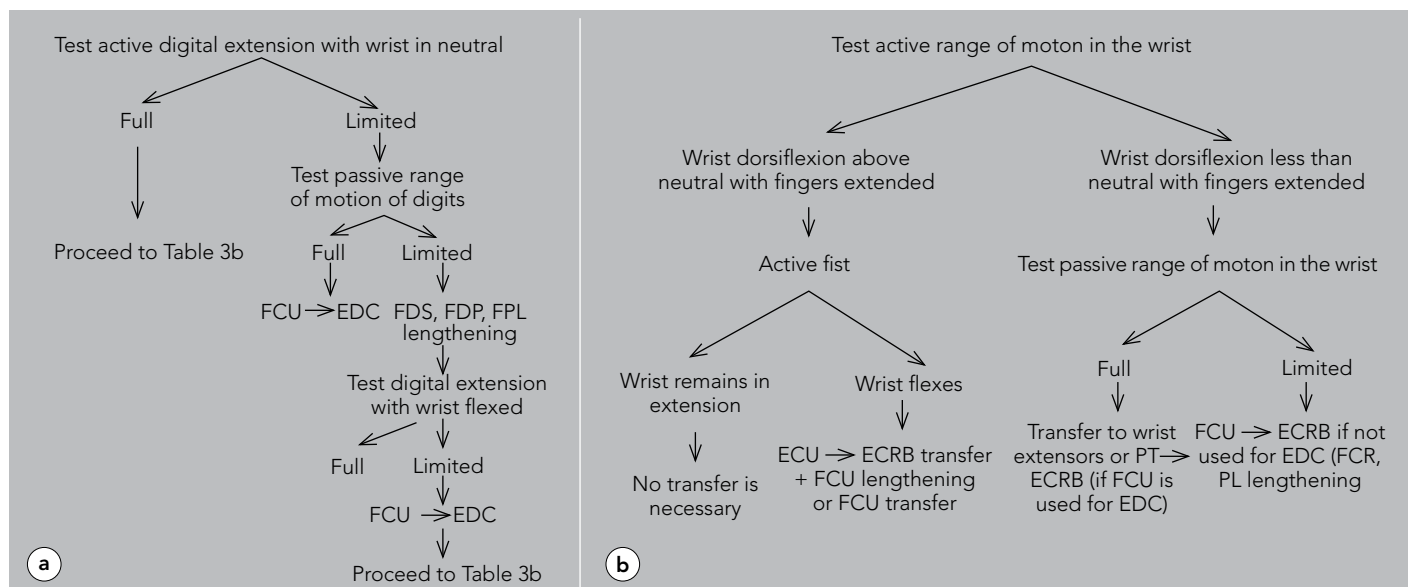 Test active digital extension with wrist in neutral
Full
Limited
Test passive range
of motion of digits
Proceed to Table 3b
Full
Limited
FCU → EDC
FDS, FDP, FPL
lengthening
Test digital extension
with wrist flexed
Full
Limited
FCU → EDC
Proceed to Table 3b
a
Test active range of moton in the wrist
Wrist dorsiflexion above
neutral with fingers extended
Wrist dorsiflexion less than
neutral with fingers extended
Active fist
Test passive range of moton in the wrist
Wrist remains in
extension
Wrist flexes
Full
Limited
No transfer is
necessary
ECU → ECRB transfer
+ FCU lengthening
or FCU transfer
Transfer to wrist
extensors or PT→
ECRB (if FCU is
used for EDC)
FCU → ECRB if not
used for EDC (FCR,
PL lengthening
b